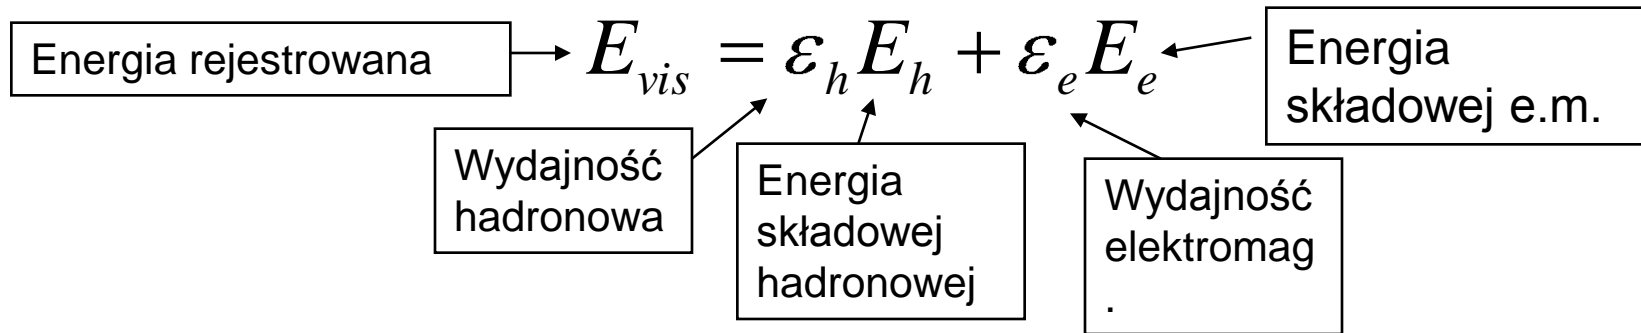 Energia rejestrowana
E_vis = ε_h E_h + ε_e E_e
Energia
składowej e.m.
Wydajność
hadronowa
Energia
składowej
hadronowej
Wydajność
elektromag
.